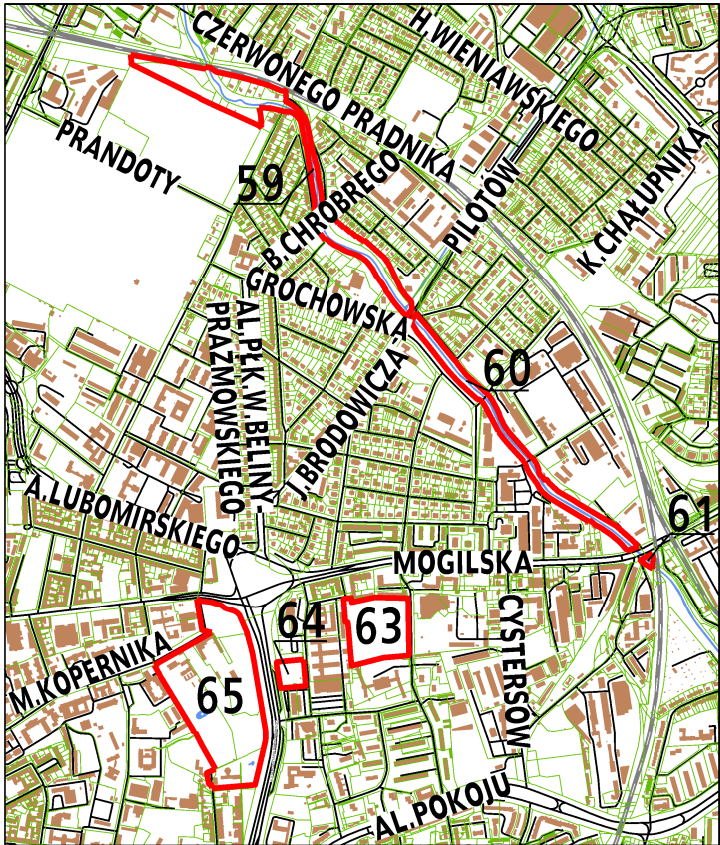 CZERWONEGO PRĄDNIKA
H.WIENIAWSKIEGO
PRANDOTY
59
B.CHROBREGO
PILOTÓW
K.CHAŁUPNIKA
GROCHOWSKA
AL.PŁK.W.BELINY-
PRAŻMOWSKIEGO
J.BRODOWICZA
60
A.LUBOMIRSKIEGO
61
MOGILSKA
64
63
CYSTERSÓW
M.KOPERNIKA
65
AL.POKOJU